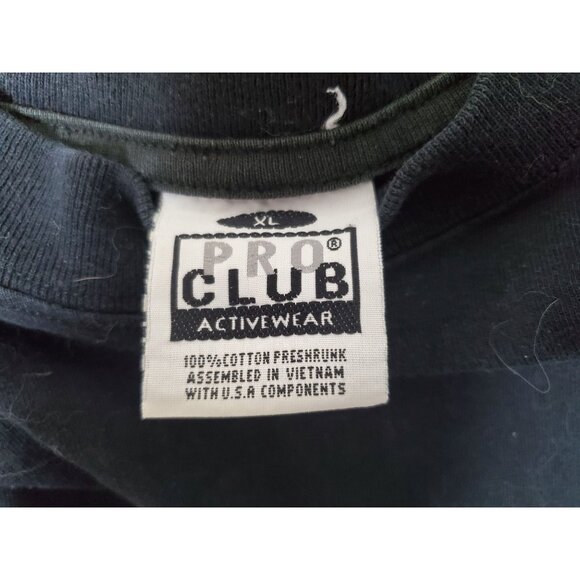 XL
PRO®
CLUB
ACTIVEWEAR
100%COTTON PRESHRUNK
ASSEMBLED IN VIETNAM
WITH U.S.A COMPONENTS